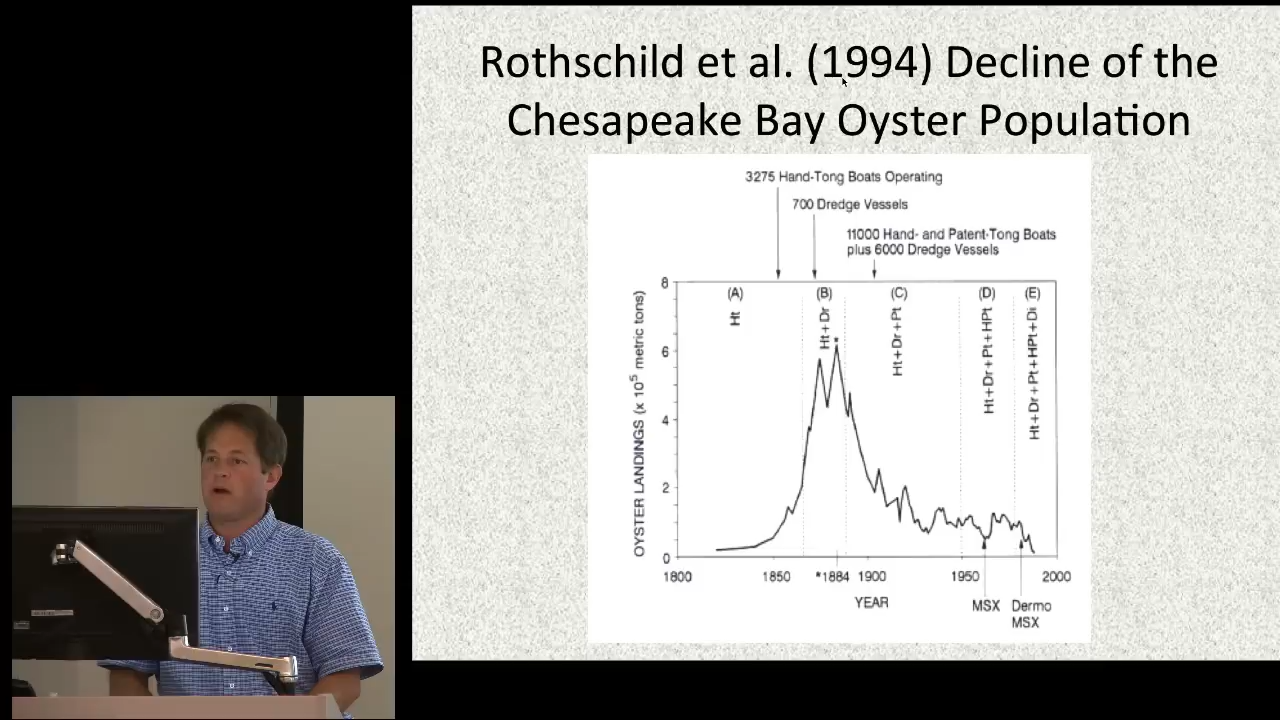 Rothschild et al. (1994) Decline of the
Chesapeake Bay Oyster Population
3275 Hand-Tong Boats Operating
700 Dredge Vessels
11000 Hand- and Patent-Tong Boats
plus 6000 Dredge Vessels
OYSTER LANDINGS (x 10⁵ metric tons)
8
6
4
2
0
(A)
Ht
(B)
Ht+Dr
(C)
Ht+Dr+Pt
(D)
Ht+Dr+Pt+HPt
(E)
Ht+Dr+Pt+HPt+Di
*
1800 1850 *1884 1900 1950 2000
YEAR
MSX
Dermo
MSX